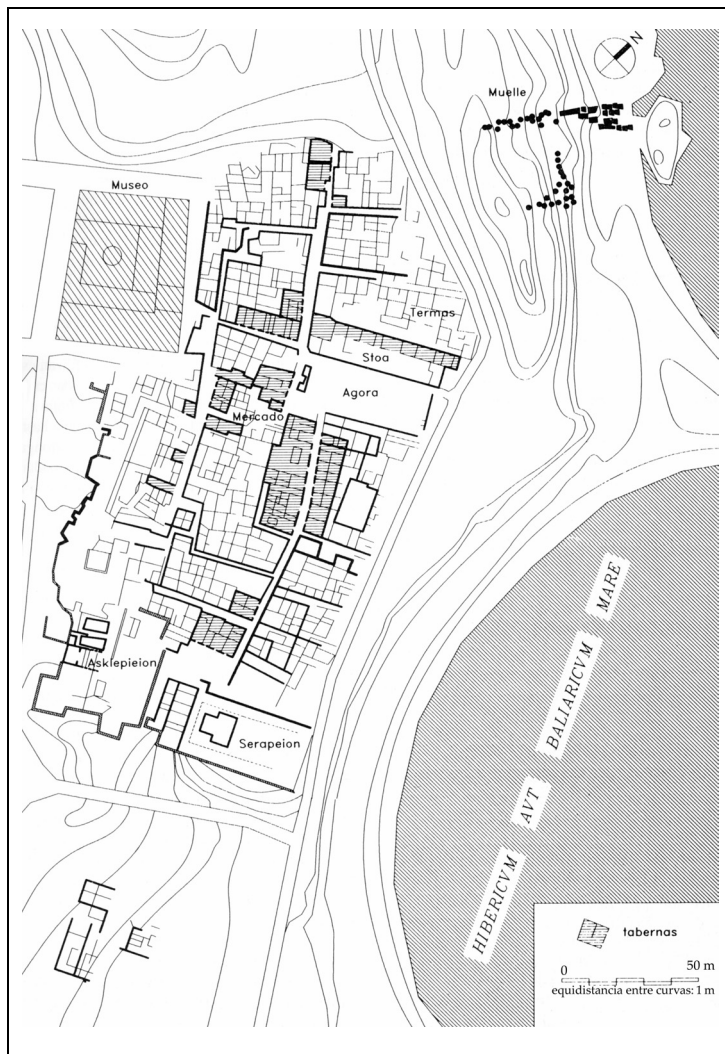 N
Muelle
Museo
Termas
Stoa
Agora
Mercado
HIBERICVM AVT BALIARICVM MARE
Asklepieion
Serapeion
tabernas
0 50 m
equidistancia entre curvas: 1 m